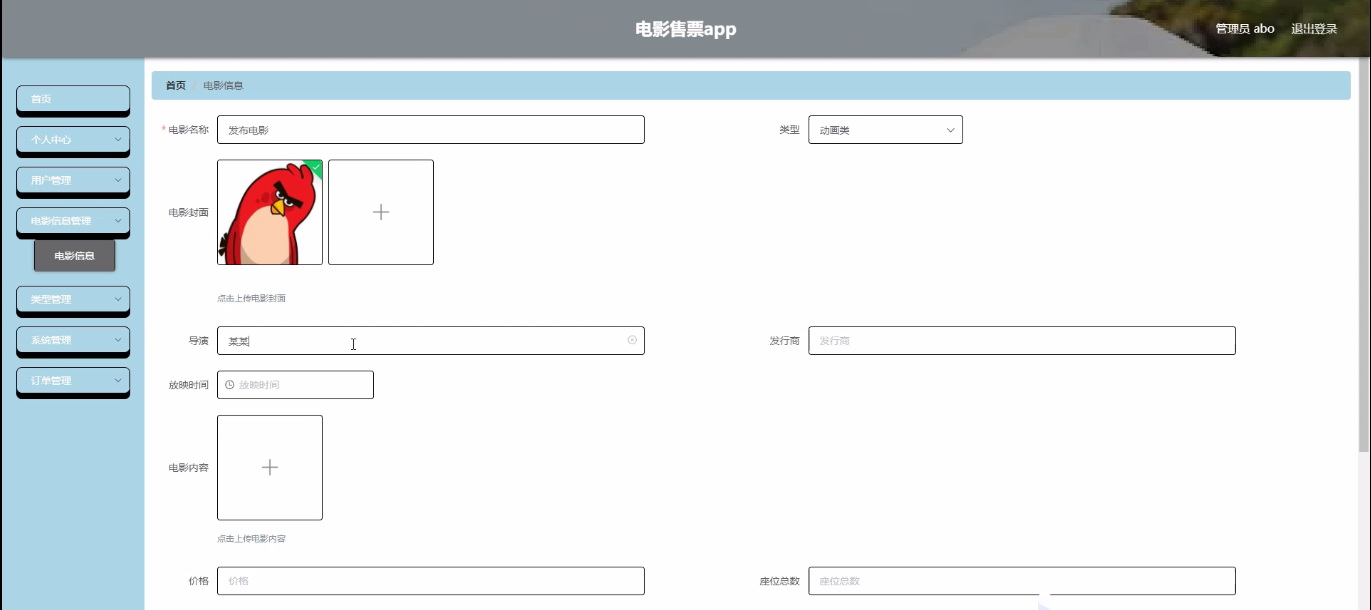 电影售票app
管理员 abo 退出登录
首页
个人中心
用户管理
电影信息管理
电影信息
类型管理
系统管理
订单管理
首页 / 电影信息
* 电影名称 发布电影 类型 动画类
电影封面
点击上传电影封面
导演 某某 发行商 发行商
放映时间 放映时间
电影内容
点击上传电影内容
价格 价格 座位总数 座位总数